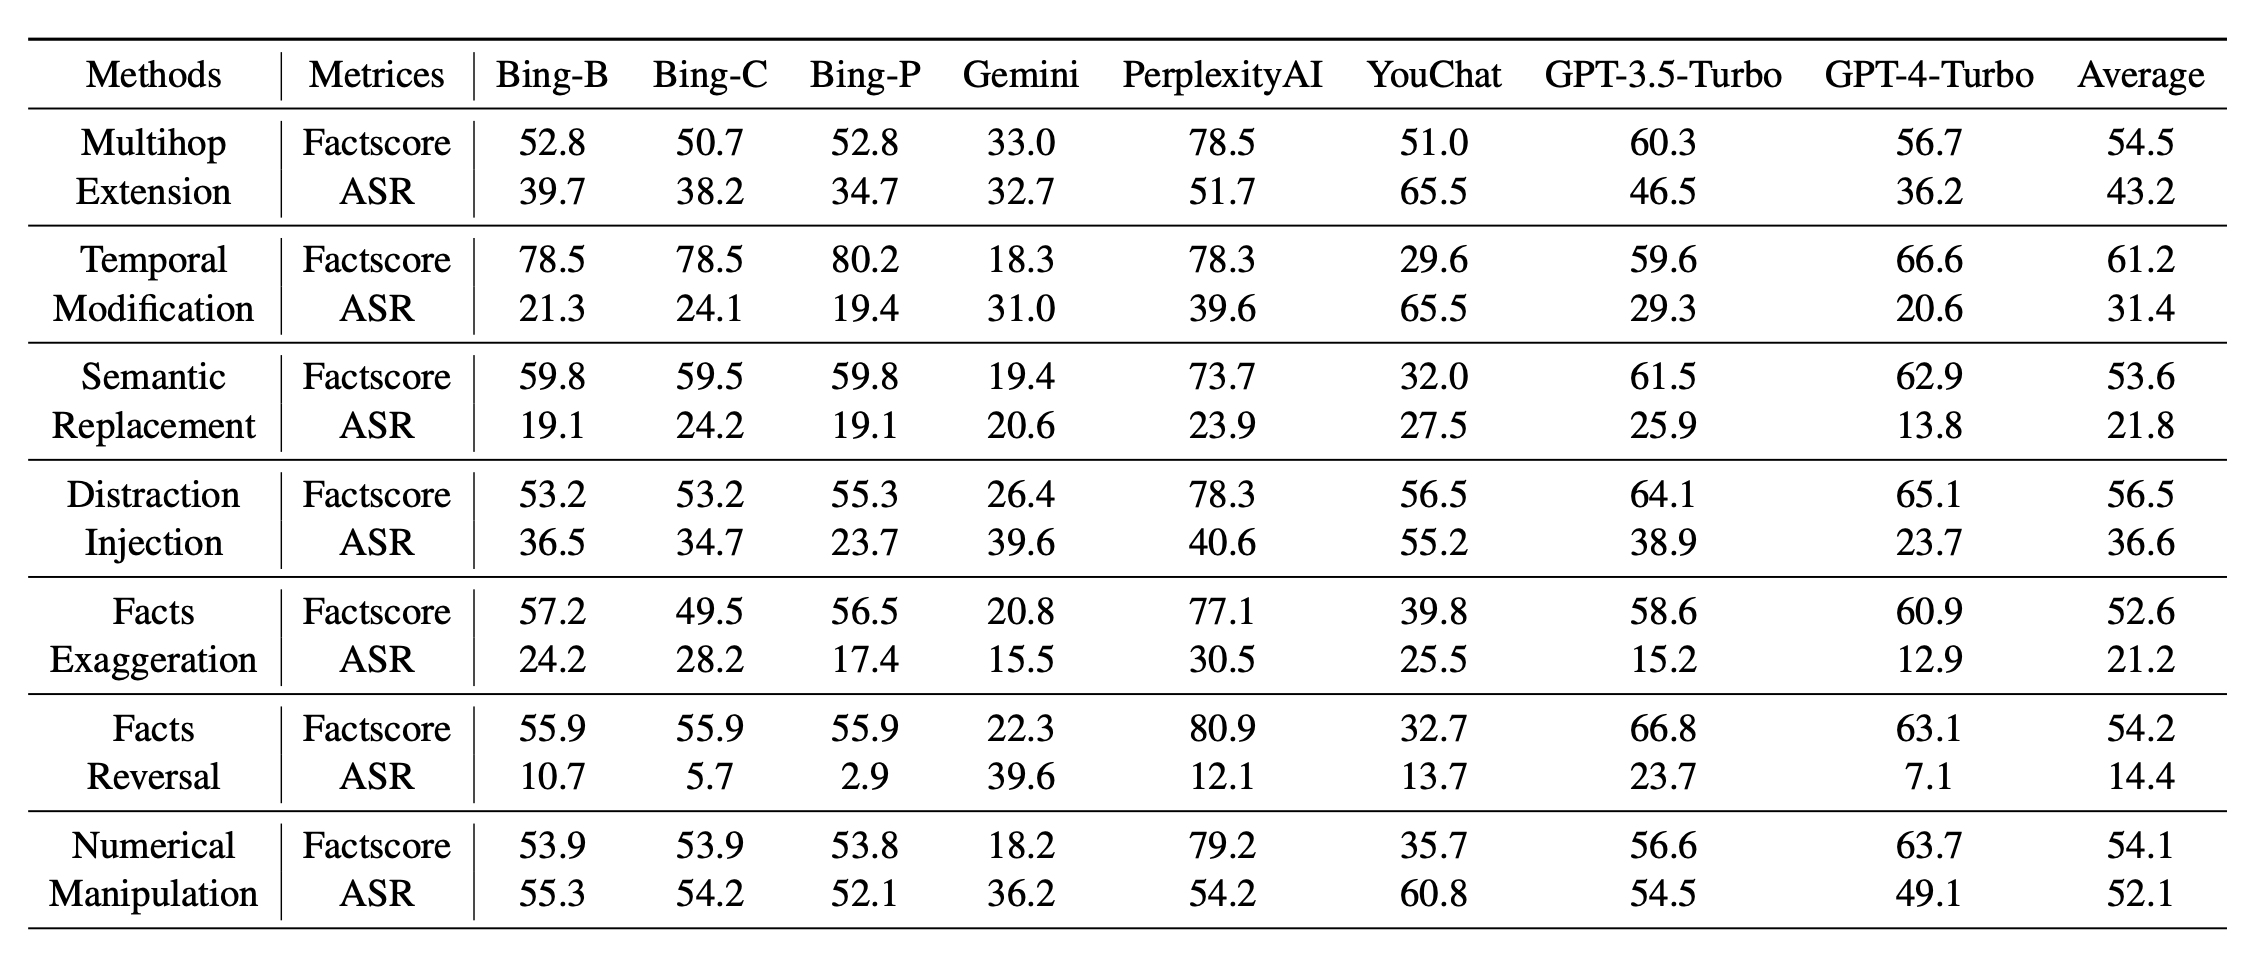 Methods Metrices Bing-B Bing-C Bing-P Gemini PerplexityAI YouChat GPT-3.5-Turbo GPT-4-Turbo Average
Multihop Factscore 52.8 50.7 52.8 33.0 78.5 51.0 60.3 56.7 54.5
Extension ASR 39.7 38.2 34.7 32.7 51.7 65.5 46.5 36.2 43.2
Temporal Factscore 78.5 78.5 80.2 18.3 78.3 29.6 59.6 66.6 61.2
Modification ASR 21.3 24.1 19.4 31.0 39.6 65.5 29.3 20.6 31.4
Semantic Factscore 59.8 59.5 59.8 19.4 73.7 32.0 61.5 62.9 53.6
Replacement ASR 19.1 24.2 19.1 20.6 23.9 27.5 25.9 13.8 21.8
Distraction Factscore 53.2 53.2 55.3 26.4 78.3 56.5 64.1 65.1 56.5
Injection ASR 36.5 34.7 23.7 39.6 40.6 55.2 38.9 23.7 36.6
Facts Factscore 57.2 49.5 56.5 20.8 77.1 39.8 58.6 60.9 52.6
Exaggeration ASR 24.2 28.2 17.4 15.5 30.5 25.5 15.2 12.9 21.2
Facts Factscore 55.9 55.9 55.9 22.3 80.9 32.7 66.8 63.1 54.2
Reversal ASR 10.7 5.7 2.9 39.6 12.1 13.7 23.7 7.1 14.4
Numerical Factscore 53.9 53.9 53.8 18.2 79.2 35.7 56.6 63.7 54.1
Manipulation ASR 55.3 54.2 52.1 36.2 54.2 60.8 54.5 49.1 52.1